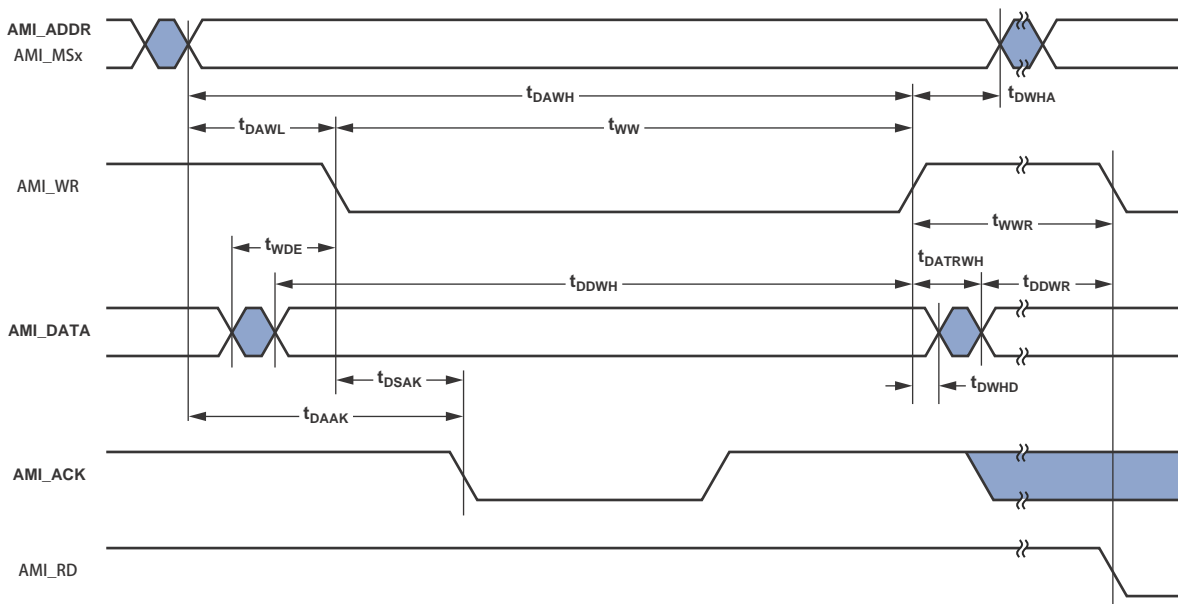 AMI_ADDR
AMI_MSx
tDAWH
tDWHA
tDAWL
tWW
AMI_WR
tWWR
tWDE
tDATRWH
tDDWH
tDDWR
AMI_DATA
tDSAK
tDWHD
tDAAK
AMI_ACK
AMI_RD